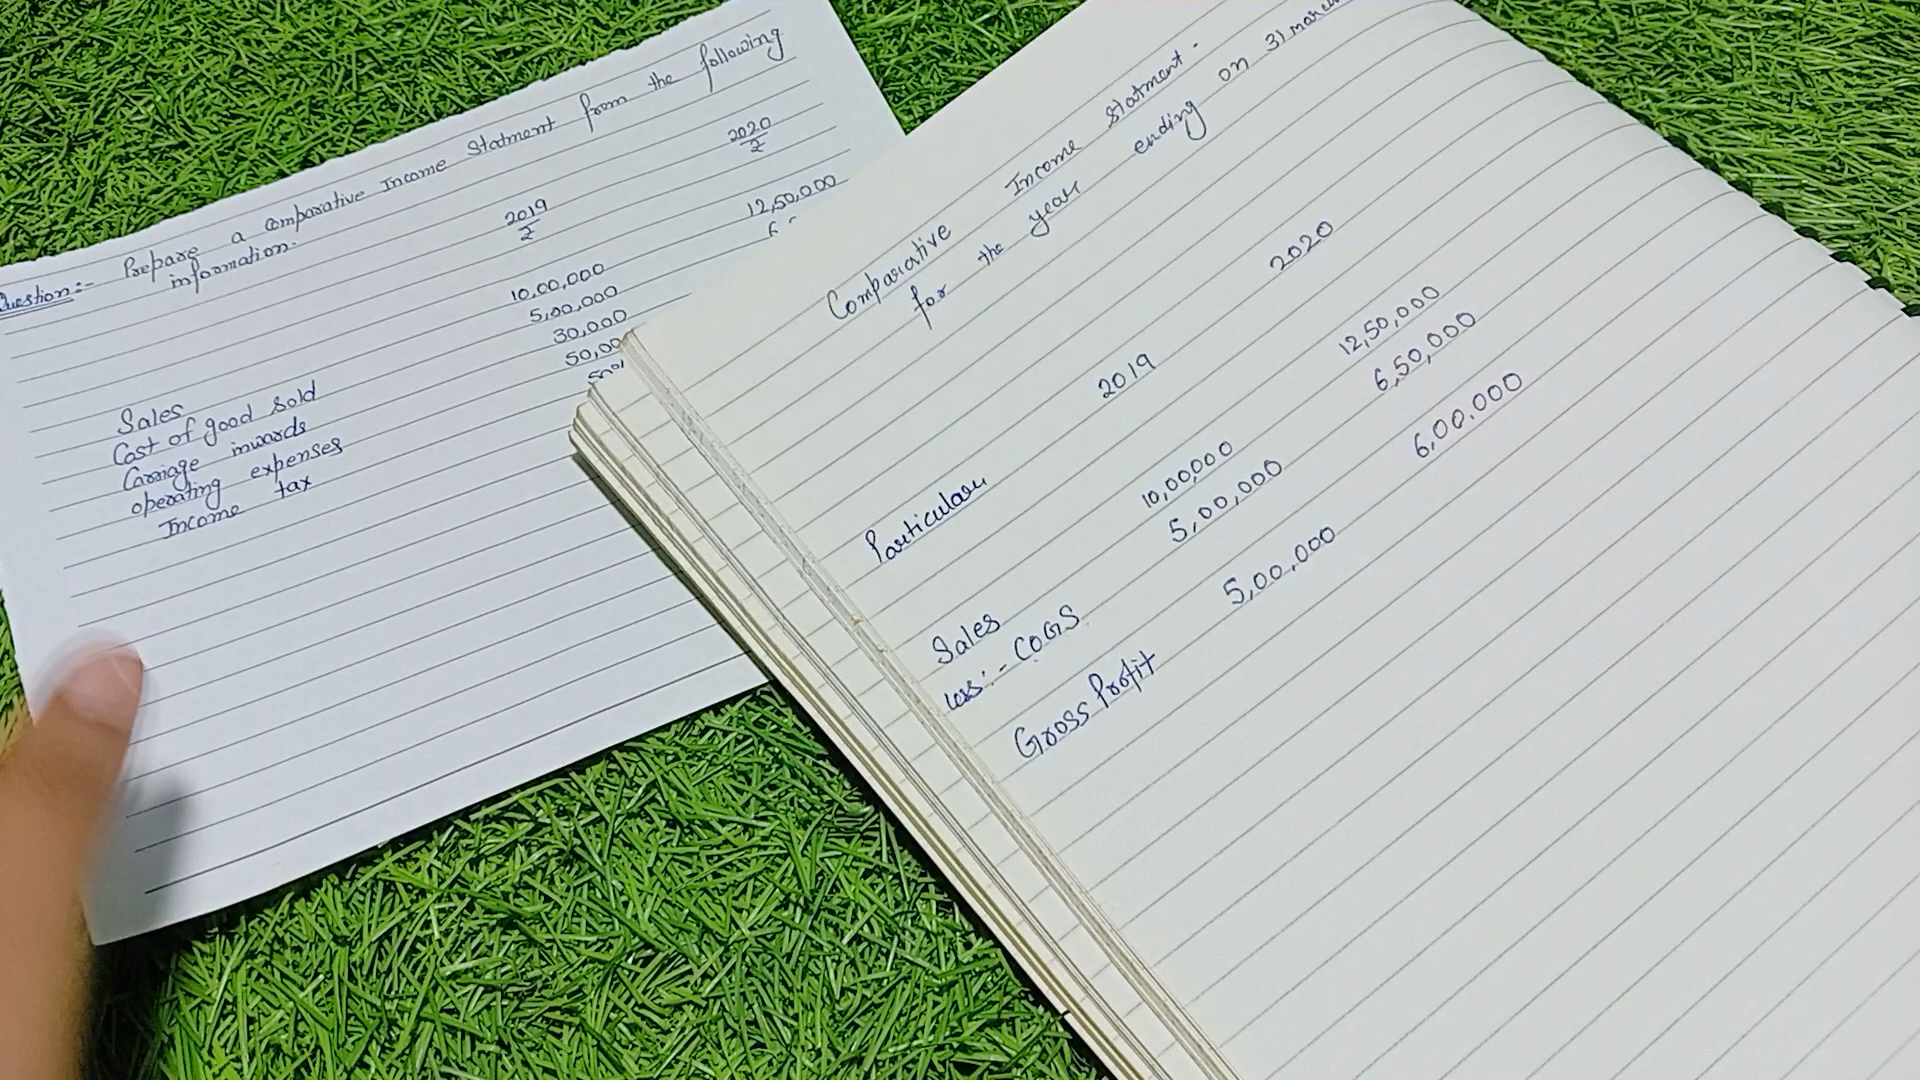 Question:- Prepare a comparative Income Statment from the following
information.
2019 2020
₹ ₹
Sales 10,00,000 12,50,000
Cost of good sold 5,00,000
Carriage inwards 30,000
operating expenses
Income tax
Comparative Income Statment.
for the year ending on 31
Particulars 2019 2020
Sales 10,00,000 12,50,000
Less:- COGS 5,00,000 6,50,000
Gross Profit 5,00,000 6,00.000